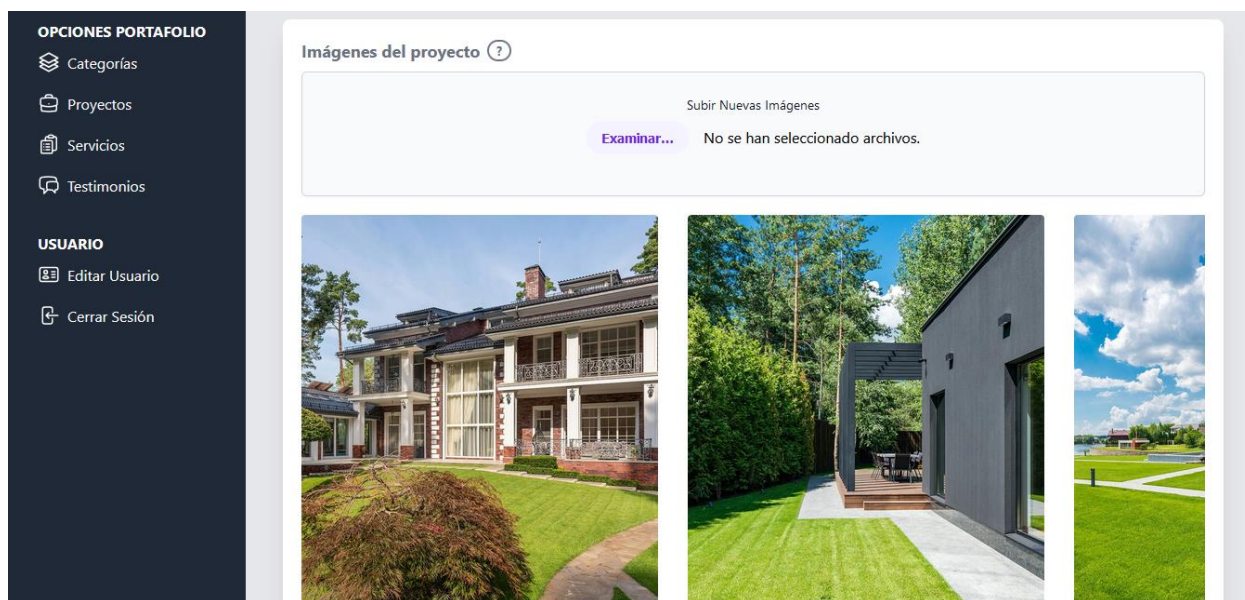 OPCIONES PORTAFOLIO
Categorías
Proyectos
Servicios
Testimonios
USUARIO
Editar Usuario
Cerrar Sesión
Imágenes del proyecto ?
Subir Nuevas Imágenes
Examinar... No se han seleccionado archivos.